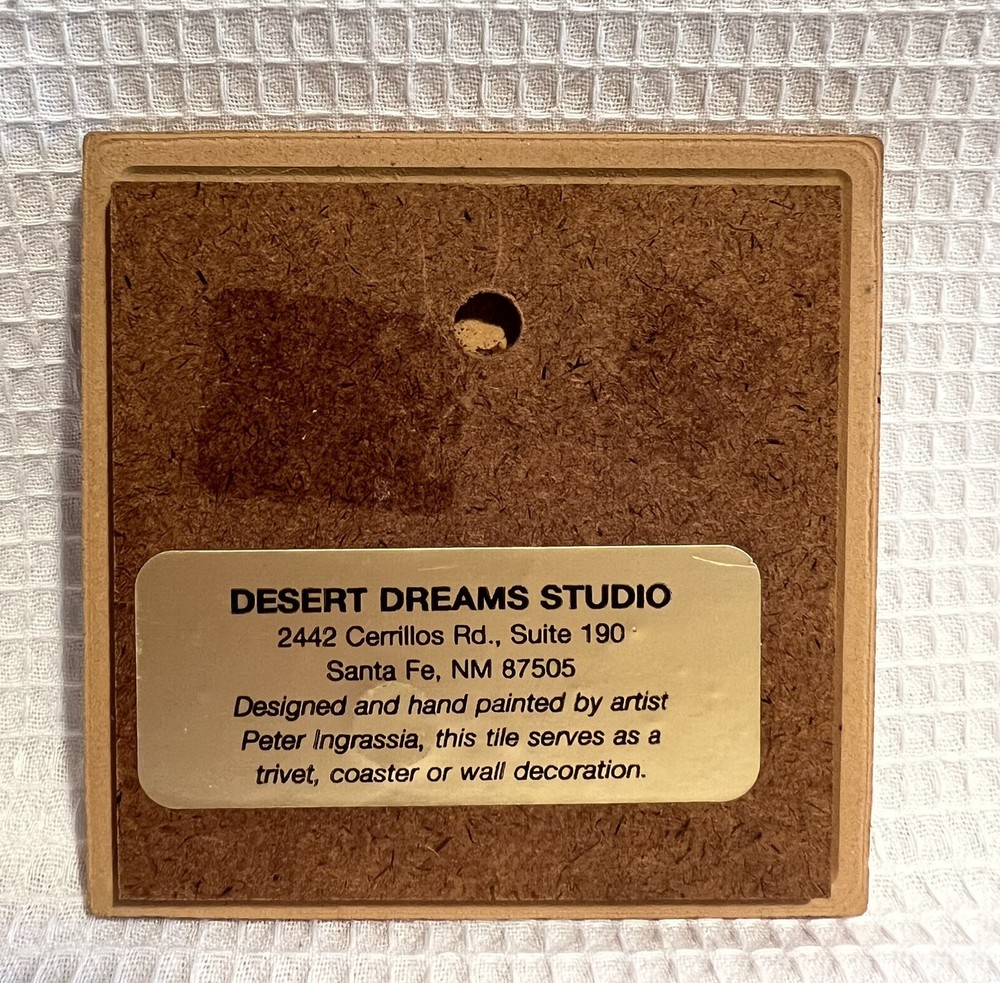 DESERT DREAMS STUDIO
2442 Cerrillos Rd., Suite 190
Santa Fe, NM 87505
Designed and hand painted by artist
Peter Ingrassia, this tile serves as a
trivet, coaster or wall decoration.